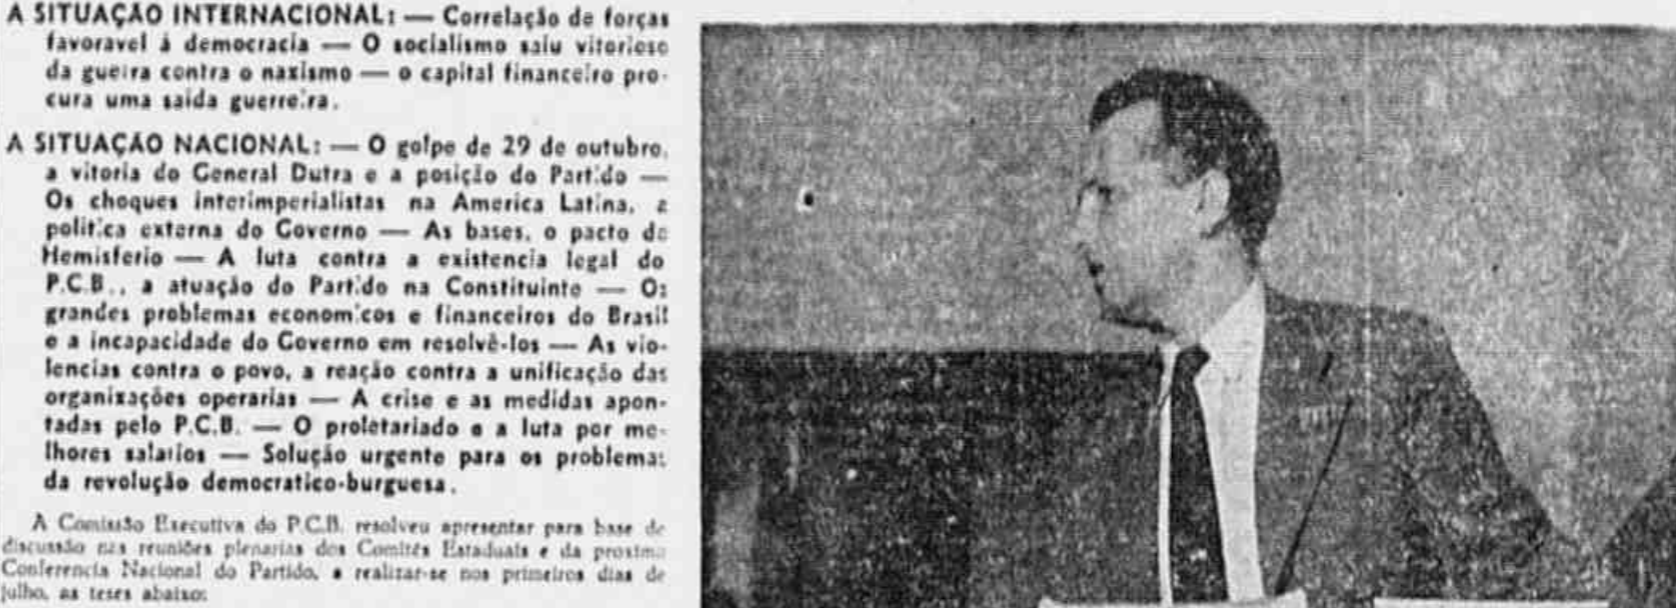 A SITUAÇÃO INTERNACIONAL: — Correlação de forças
favoravel á democracia — O socialismo saiu vitorioso
da guerra contra o nazismo — o capital financeiro pro-
cura uma saida guerreira.
A SITUAÇÃO NACIONAL: — O golpe de 29 de outubro,
a vitoria do General Dutra e a posição do Partido —
Os choques interimperialistas na America Latina, a
politica externa do Governo — As bases, o pacto do
Hemisferio — A luta contra a existencia legal do
P.C.B., a atuação do Partido na Constituinte — Os
grandes problemas economicos e financeiros do Brasil
e a incapacidade do Governo em resolvê-los — As vio-
lencias contra o povo, a reação contra a unificação das
organizações operarias — A crise e as medidas apon-
tadas pelo P.C.B. — O proletariado e a luta por me-
lhores salarios — Solução urgente para os problemas
da revolução democratico-burguesa.
A Comissão Executiva do P.C.B. resolveu apresentar para base de
discussão nas reuniões plenarias dos Comitês Estaduais e da proxima
Conferencia Nacional do Partido, a realizar-se nos primeiros dias de
julho, as teses abaixo: